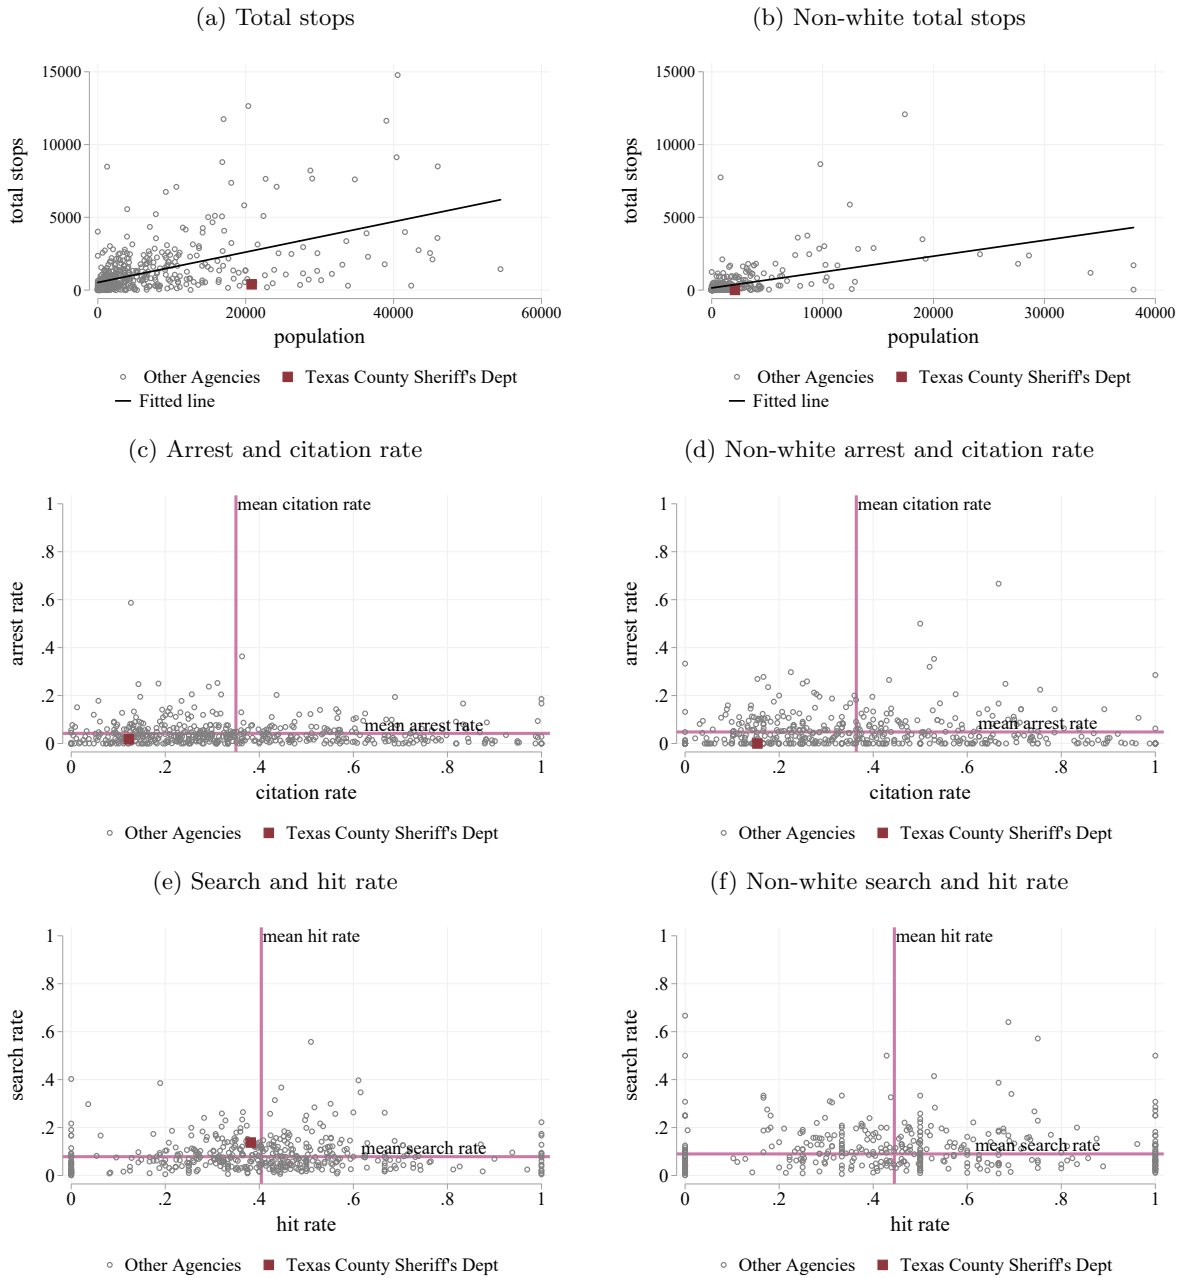 (a) Total stops
(b) Non-white total stops
15000
10000
5000
0
total stops
0 20000 40000 60000
population
Other Agencies Texas County Sheriff's Dept
Fitted line
15000
10000
5000
0
total stops
0 10000 20000 30000 40000
population
Other Agencies Texas County Sheriff's Dept
Fitted line
(c) Arrest and citation rate
(d) Non-white arrest and citation rate
1
.8
.6
.4
.2
0
arrest rate
mean citation rate
mean arrest rate
0 .2 .4 .6 .8 1
citation rate
Other Agencies Texas County Sheriff's Dept
1
.8
.6
.4
.2
0
arrest rate
mean citation rate
mean arrest rate
0 .2 .4 .6 .8 1
citation rate
Other Agencies Texas County Sheriff's Dept
(e) Search and hit rate
(f) Non-white search and hit rate
1
.8
.6
.4
.2
0
search rate
mean hit rate
mean search rate
0 .2 .4 .6 .8 1
hit rate
Other Agencies Texas County Sheriff's Dept
1
.8
.6
.4
.2
0
search rate
mean hit rate
mean search rate
0 .2 .4 .6 .8 1
hit rate
Other Agencies Texas County Sheriff's Dept